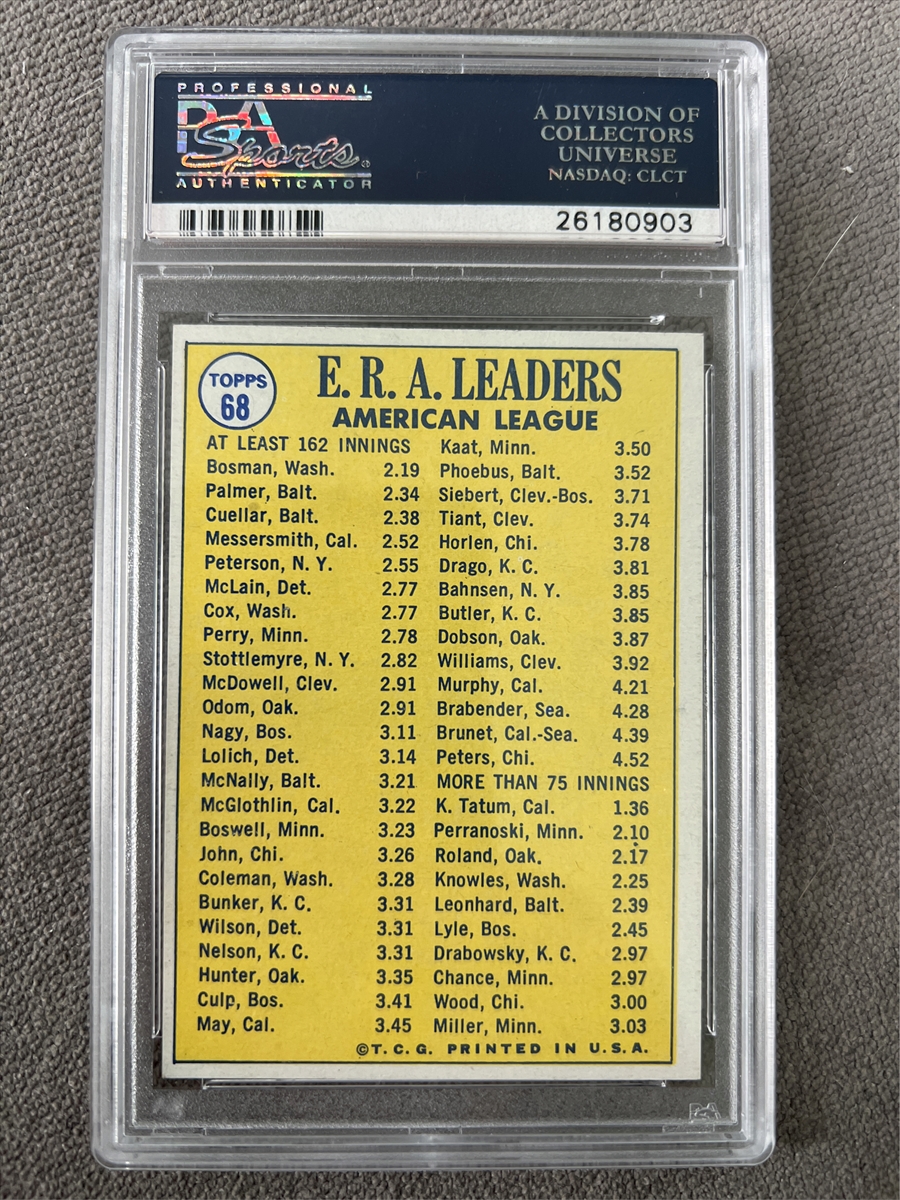 PROFESSIONAL
PSA
Sports
AUTHENTICATOR
A DIVISION OF
COLLECTORS
UNIVERSE
NASDAQ: CLCT
26180903
TOPPS
68
E. R. A. LEADERS
AMERICAN LEAGUE
AT LEAST 162 INNINGS
Bosman, Wash. 2.19
Palmer, Balt. 2.34
Cuellar, Balt. 2.38
Messersmith, Cal. 2.52
Peterson, N. Y. 2.55
McLain, Det. 2.77
Cox, Wash. 2.77
Perry, Minn. 2.78
Stottlemyre, N. Y. 2.82
McDowell, Clev. 2.91
Odom, Oak. 2.91
Nagy, Bos. 3.11
Lolich, Det. 3.14
McNally, Balt. 3.21
McGlothlin, Cal. 3.22
Boswell, Minn. 3.23
John, Chi. 3.26
Coleman, Wash. 3.28
Bunker, K. C. 3.31
Wilson, Det. 3.31
Nelson, K. C. 3.31
Hunter, Oak. 3.35
Culp, Bos. 3.41
May, Cal. 3.45
Kaat, Minn. 3.50
Phoebus, Balt. 3.52
Siebert, Clev.-Bos. 3.71
Tiant, Clev. 3.74
Horlen, Chi. 3.78
Drago, K. C. 3.81
Bahnsen, N. Y. 3.85
Butler, K. C. 3.85
Dobson, Oak. 3.87
Williams, Clev. 3.92
Murphy, Cal. 4.21
Brabender, Sea. 4.28
Brunet, Cal.-Sea. 4.39
Peters, Chi. 4.52
MORE THAN 75 INNINGS
K. Tatum, Cal. 1.36
Perranoski, Minn. 2.10
Roland, Oak. 2.17
Knowles, Wash. 2.25
Leonhard, Balt. 2.39
Lyle, Bos. 2.45
Drabowsky, K. C. 2.97
Chance, Minn. 2.97
Wood, Chi. 3.00
Miller, Minn. 3.03
©T. C. G. PRINTED IN U. S. A.
PSA